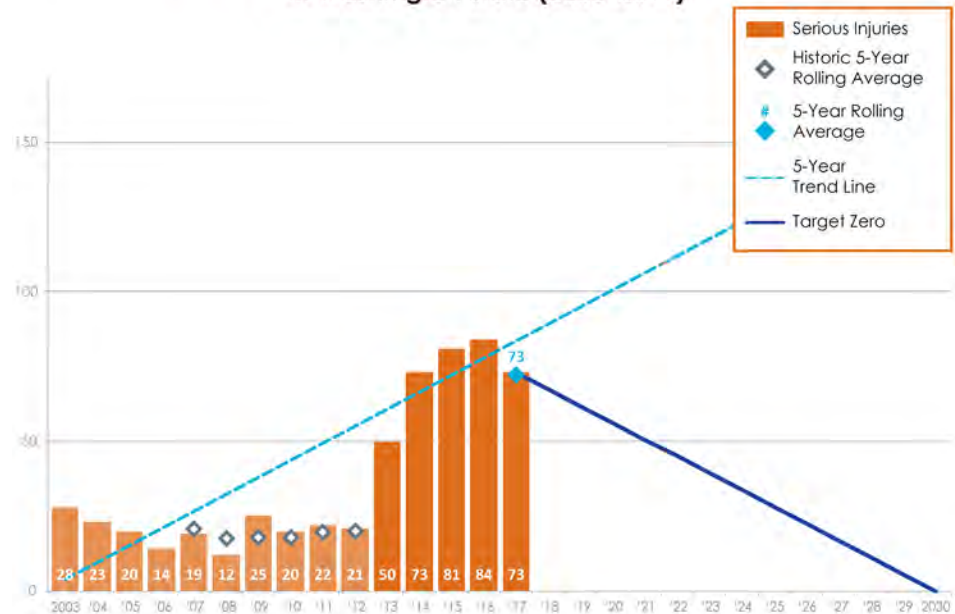 Serious Injuries
Historic 5-Year
Rolling Average
#
5-Year Rolling
Average
5-Year
Trend Line
Target Zero
150
100
50
0
73
28 23 20 14 19 12 25 20 22 21 50 73 81 84 73
2003 '04 '05 '06 '07 '08 '09 '10 '11 '12 '13 '14 '15 '16 '17 '18 '19 '20 '21 '22 '23 '24 '25 '26 '27 '28 '29 2030